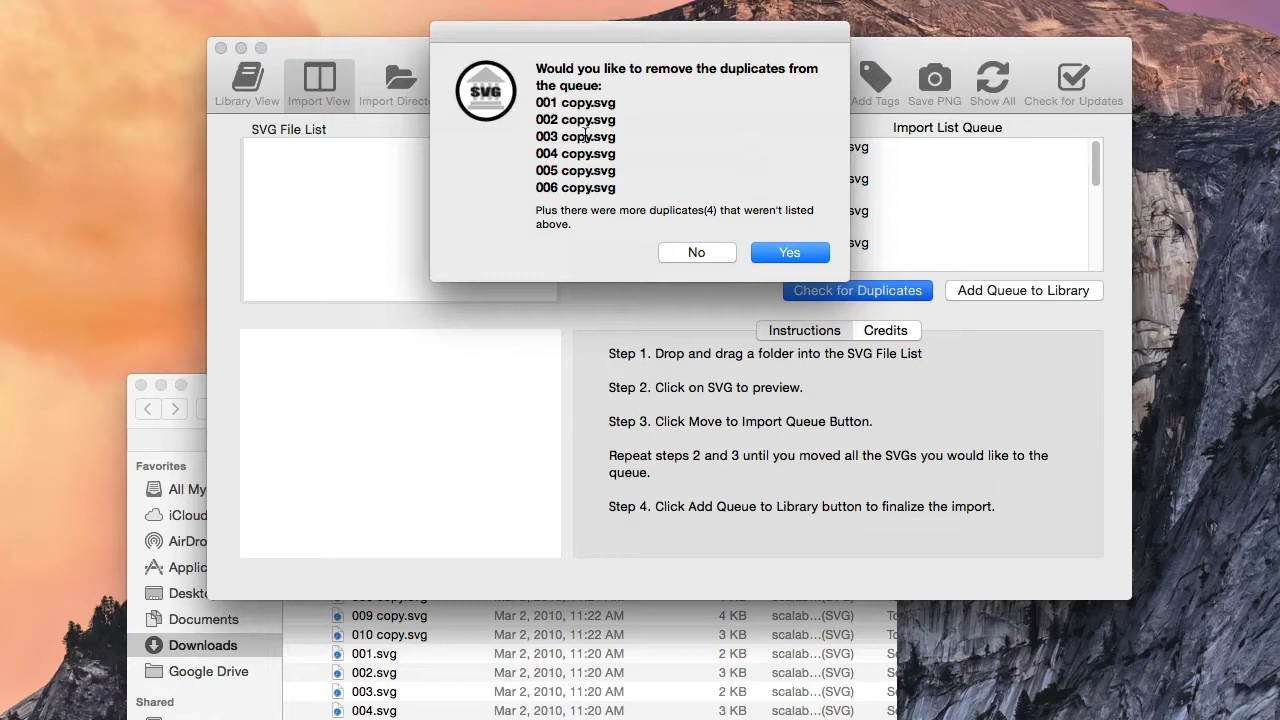 SVG
Would you like to remove the duplicates from
the queue:
001 copy.svg
002 copy.svg
003 copy.svg
004 copy.svg
005 copy.svg
006 copy.svg
Plus there were more duplicates(4) that weren't listed
above.
No
Yes
Library View
Import View
Import Direct
Add Tags
Save PNG
Show All
Check for Updates
SVG File List
Import List Queue
svg
svg
svg
svg
Check for Duplicates
Add Queue to Library
Instructions
Credits
Step 1. Drop and drag a folder into the SVG File List
Step 2. Click on SVG to preview.
Step 3. Click Move to Import Queue Button.
Repeat steps 2 and 3 until you moved all the SVGs you would like to the
queue.
Step 4. Click Add Queue to Library button to finalize the import.
Favorites
All My
iCloud
AirDro
Applic
Deskto
Documents
Downloads
Google Drive
Shared
009 copy.svg Mar 2, 2010, 11:22 AM 4 KB scalab...(SVG) To
010 copy.svg Mar 2, 2010, 11:22 AM 3 KB scalab...(SVG) To
001.svg Mar 2, 2010, 11:20 AM 2 KB scalab...(SVG) Se
002.svg Mar 2, 2010, 11:20 AM 3 KB scalab...(SVG) Se
003.svg Mar 2, 2010, 11:20 AM 2 KB scalab...(SVG) Se
004.svg Mar 2, 2010, 11:20 AM 3 KB scalab...(SVG) Se